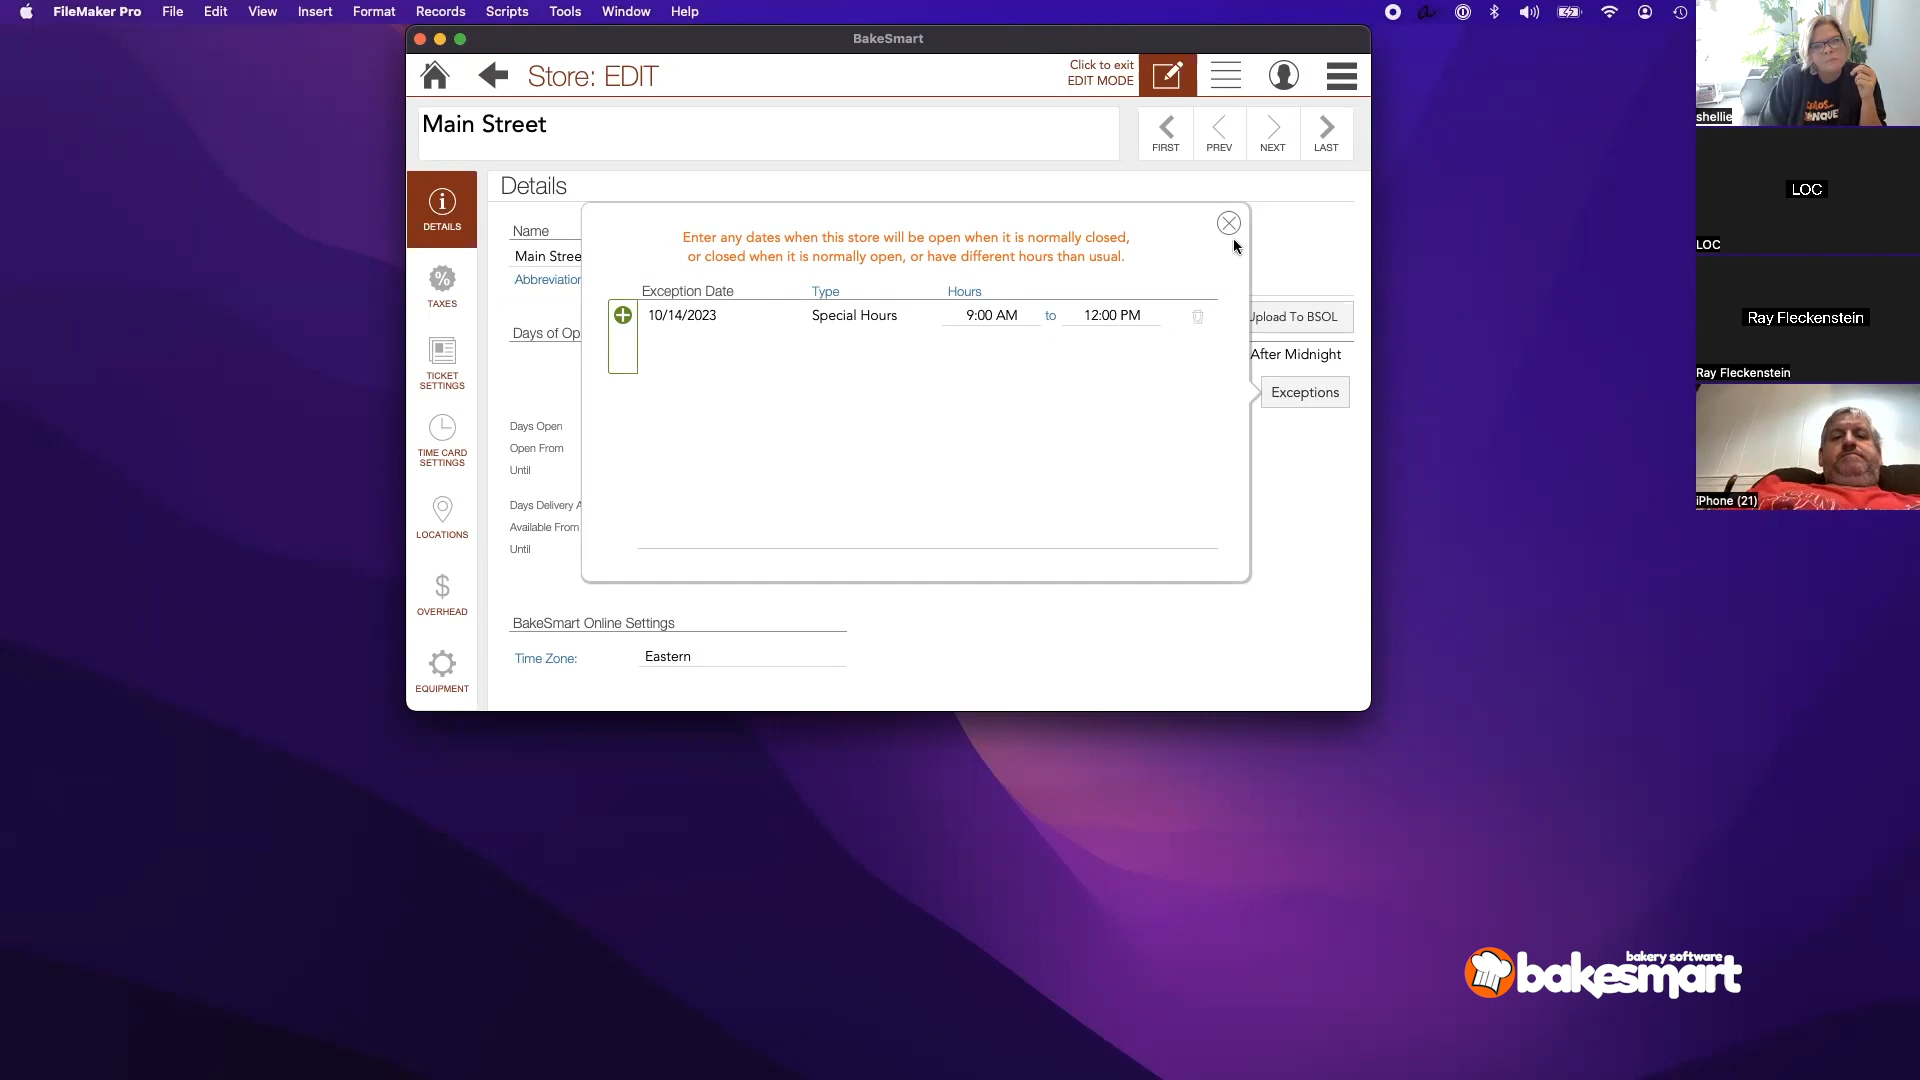 FileMaker Pro File Edit View Insert Format Records Scripts Tools Window Help
BakeSmart
Store: EDIT
Click to exit
EDIT MODE
Main Street
FIRST PREV NEXT LAST
DETAILS
TAXES
TICKET
SETTINGS
TIME CARD
SETTINGS
LOCATIONS
OVERHEAD
EQUIPMENT
Details
Name
Main Stree
Abbreviation
Days of Op
Days Open
Open From
Until
Days Delivery A
Available From
Until
Enter any dates when this store will be open when it is normally closed,
or closed when it is normally open, or have different hours than usual.
Exception Date Type Hours
10/14/2023 Special Hours 9:00 AM to 12:00 PM
Upload To BSOL
After Midnight
Exceptions
BakeSmart Online Settings
Time Zone: Eastern
shellie
LOC
LOC
Ray Fleckenstein
Ray Fleckenstein
iPhone (21)
bakery software
bakesmart